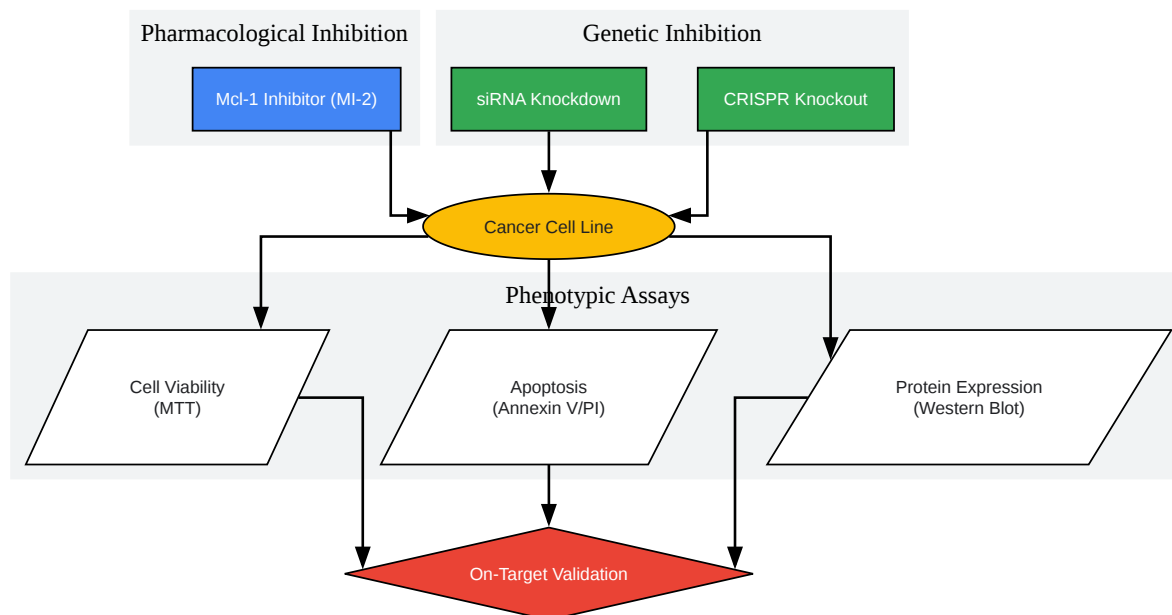 Pharmacological Inhibition
Genetic Inhibition
Mcl-1 Inhibitor (MI-2)
siRNA Knockdown
CRISPR Knockout
Cancer Cell Line
Phenotypic Assays
Cell Viability
(MTT)
Apoptosis
(Annexin V/PI)
Protein Expression
(Western Blot)
On-Target Validation